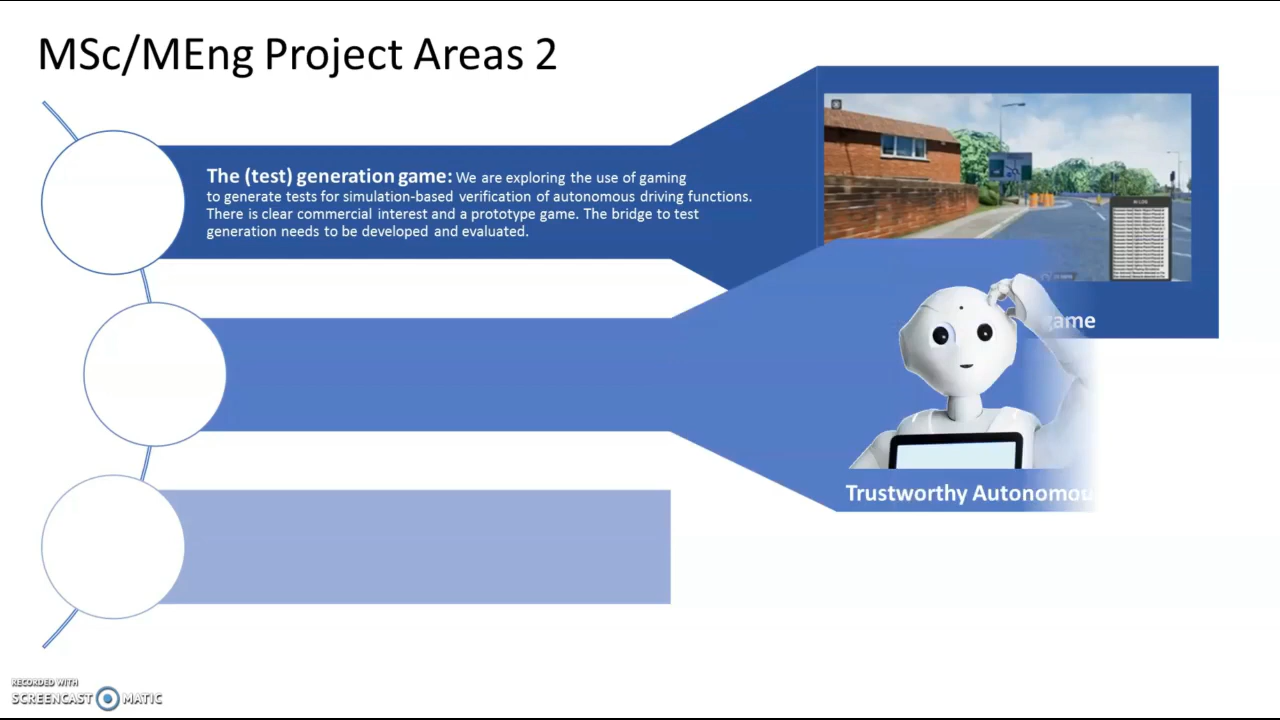 MSc/MEng Project Areas 2
The (test) generation game: We are exploring the use of gaming
to generate tests for simulation-based verification of autonomous driving functions.
There is clear commercial interest and a prototype game. The bridge to test
generation needs to be developed and evaluated.
game
Trustworthy Autonomou
RECORDED WITH
SCREENCAST MATIC